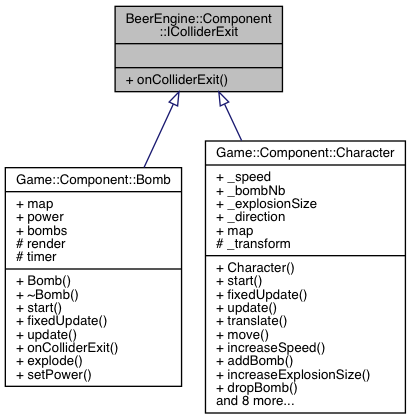 BeerEngine::Component
::IColliderExit
+ onColliderExit()
Game::Component::Bomb
+ map
+ power
+ bombs
# render
# timer
+ Bomb()
+ ~Bomb()
+ start()
+ fixedUpdate()
+ update()
+ onColliderExit()
+ explode()
+ setPower()
Game::Component::Character
+ _speed
+ _bombNb
+ _explosionSize
+ _direction
+ map
# _transform
+ Character()
+ start()
+ fixedUpdate()
+ update()
+ translate()
+ move()
+ increaseSpeed()
+ addBomb()
+ increaseExplosionSize()
+ dropBomb()
and 8 more...